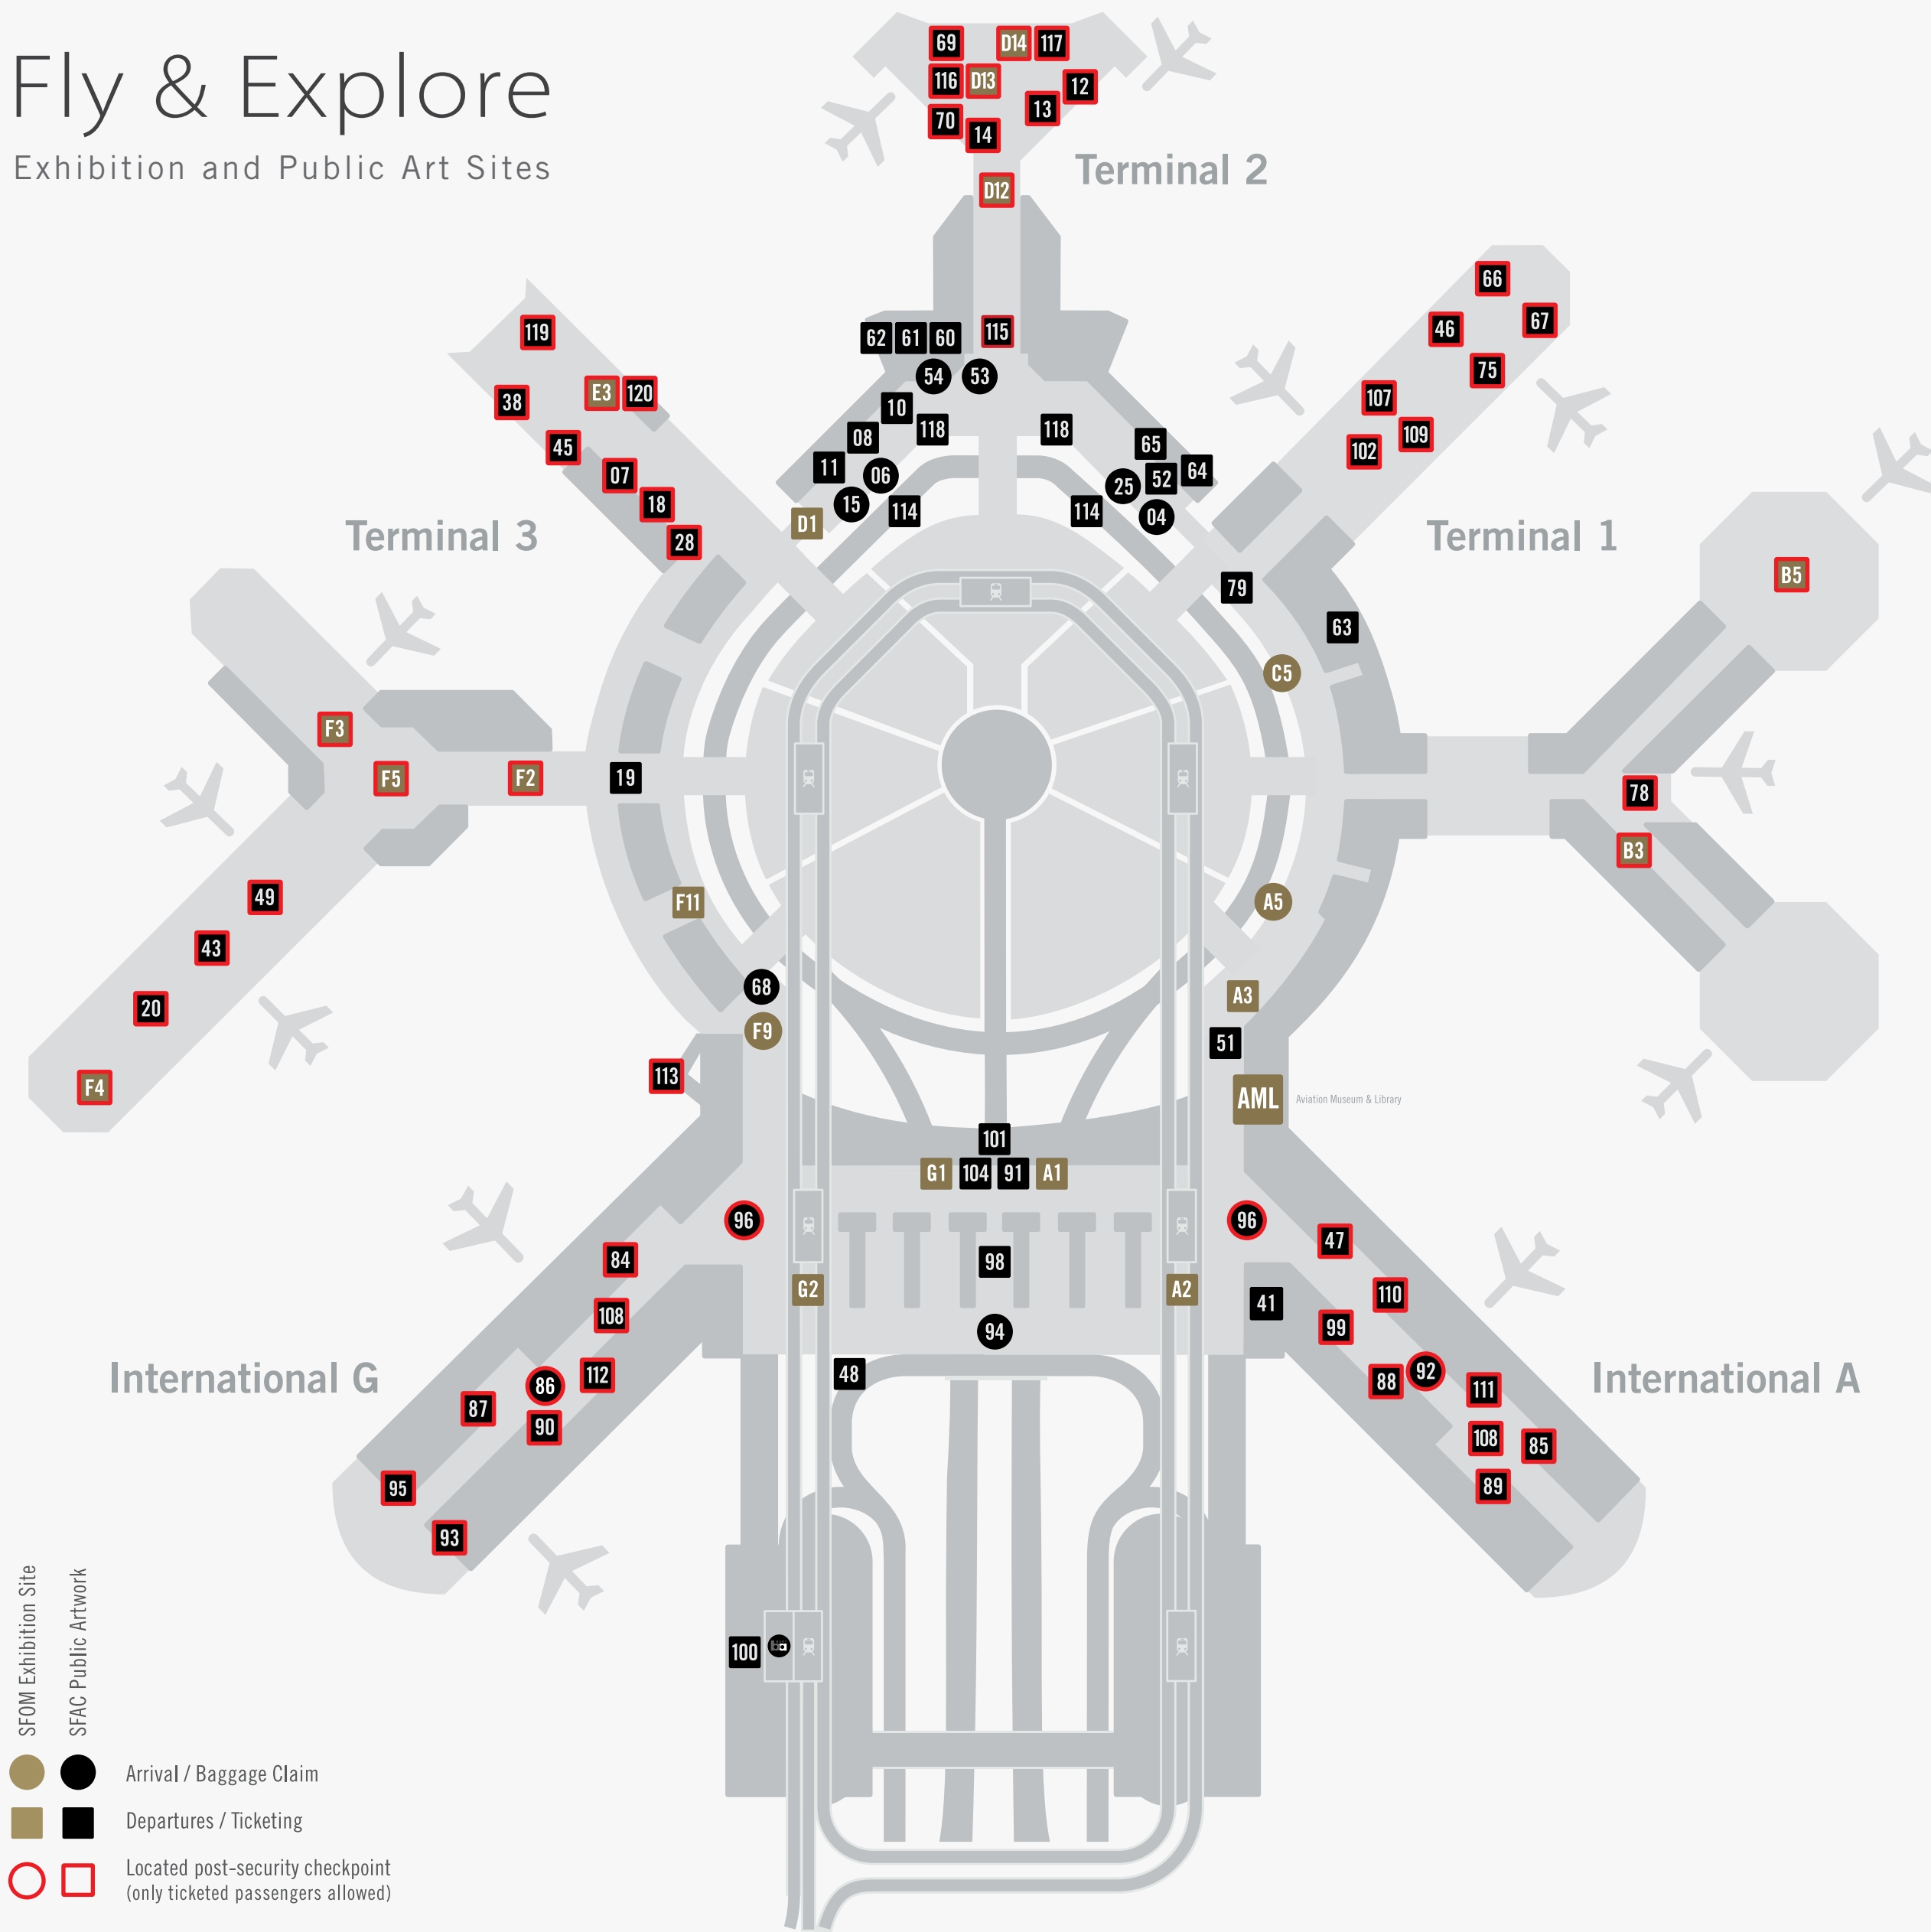 Fly & Explore
Exhibition and Public Art Sites
69 D14 117
116 D13 12
70 14 13
Terminal 2
D12
66
46 67
119
62 61 60 115
75
54 53
38 E3 120
107
10
118 118
109
45 08 65
102
11 06 64
07 25 52
18 15
D1 114 114 04
28
Terminal 3
Terminal 1
B5
79
63
C5
F3
F5 F2 19
78
B3
49
F11 A5
43
68
A3
20
F9
51
113
F4
AML Aviation Museum & Library
101
G1 104 91 A1
96 96
47
84 98
G2 A2 110
41
108 94 99
International G
International A
48
112
86 88 92
87 111
90 108 85
95 89
93
100
ba
SFOM Exhibition Site
SFAC Public Artwork
Arrival / Baggage Claim
Departures / Ticketing
Located post-security checkpoint
(only ticketed passengers allowed)